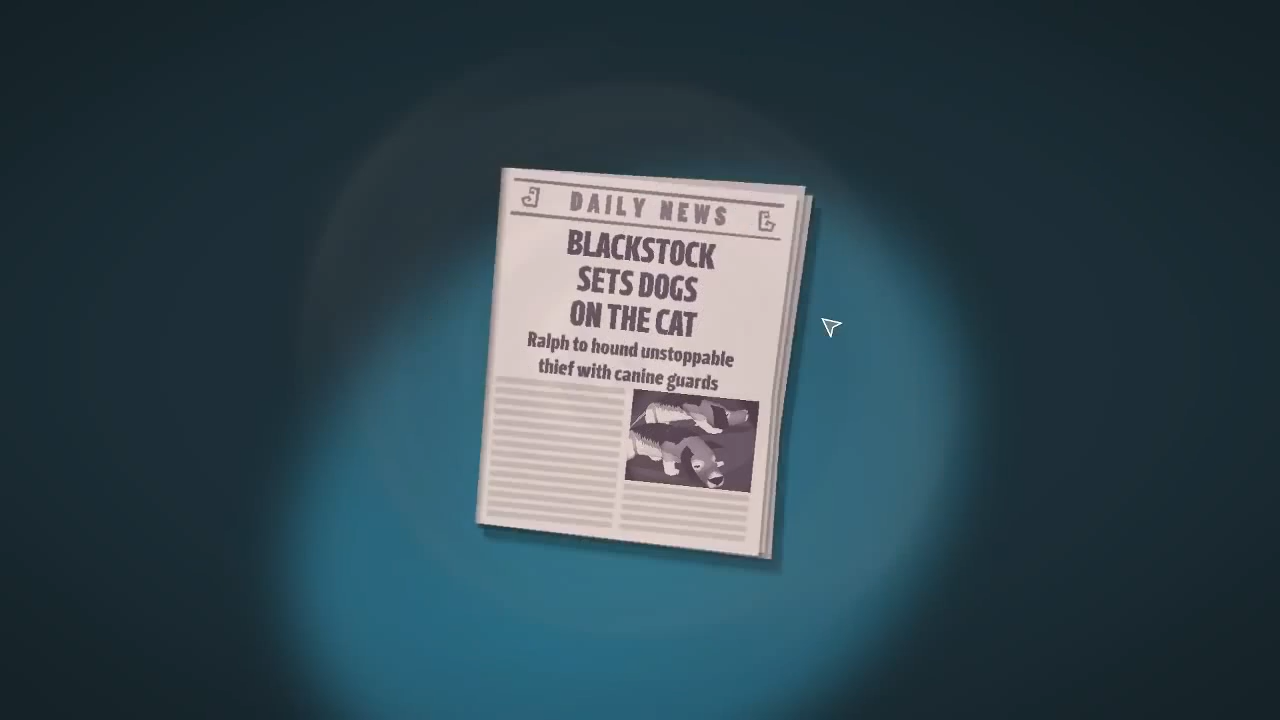 DAILY NEWS
BLACKSTOCK
SETS DOGS
ON THE CAT
Ralph to hound unstoppable
thief with canine guards